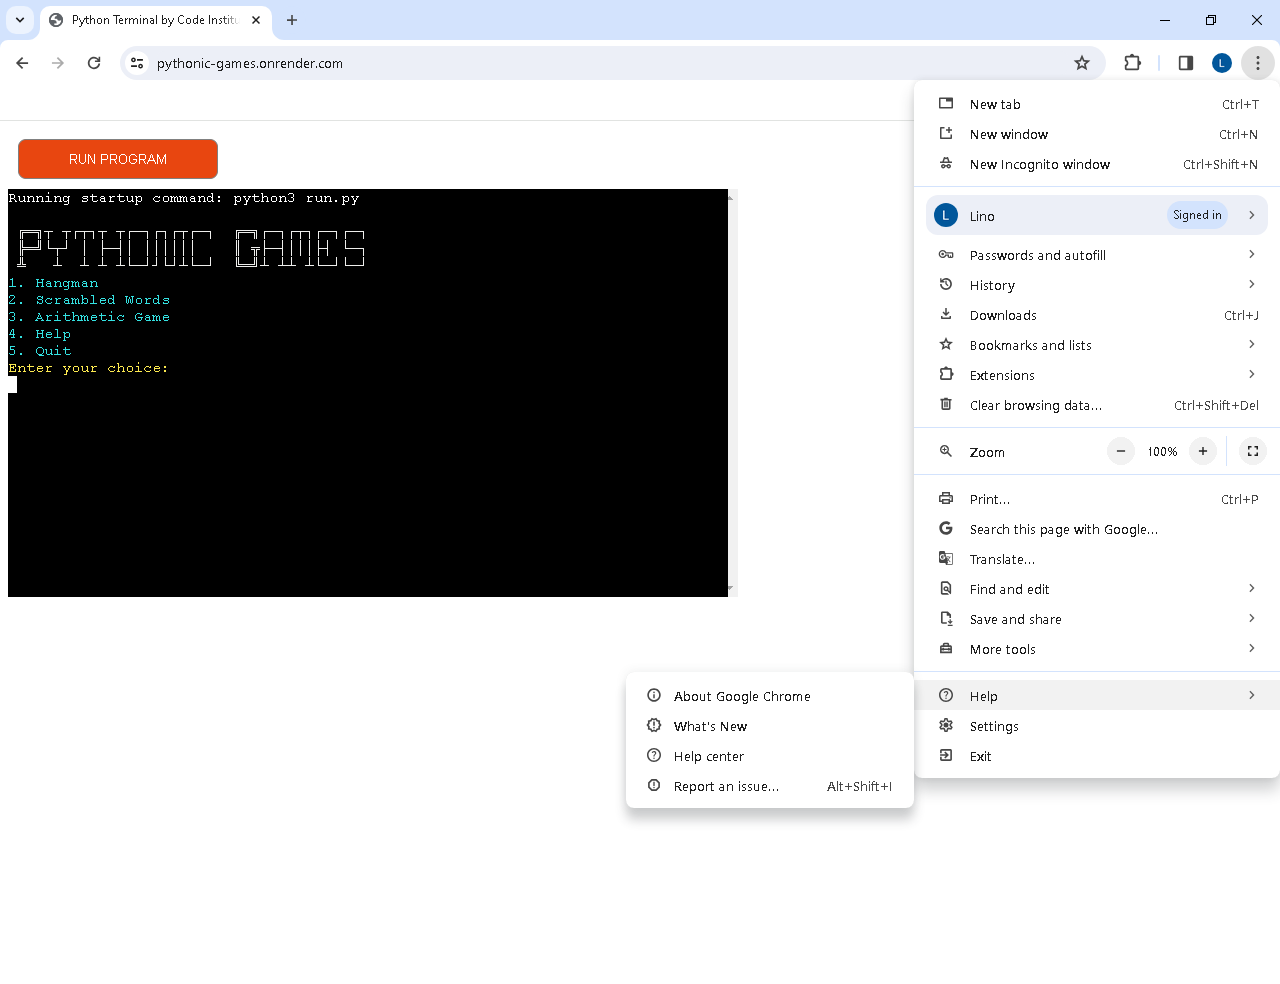 Python Terminal by Code Institu
pythonic-games.onrender.com
L
RUN PROGRAM
Running startup command: python3 run.py
PYTHONIC GAMES
1. Hangman
2. Scrambled Words
3. Arithmetic Game
4. Help
5. Quit
Enter your choice:
New tab Ctrl+T
New window Ctrl+N
New Incognito window Ctrl+Shift+N
L Lino Signed in
Passwords and autofill
History
Downloads Ctrl+J
Bookmarks and lists
Extensions
Clear browsing data... Ctrl+Shift+Del
Zoom − 100% +
Print... Ctrl+P
Search this page with Google...
Translate...
Find and edit
Save and share
More tools
Help
Settings
Exit
About Google Chrome
What's New
Help center
Report an issue... Alt+Shift+I